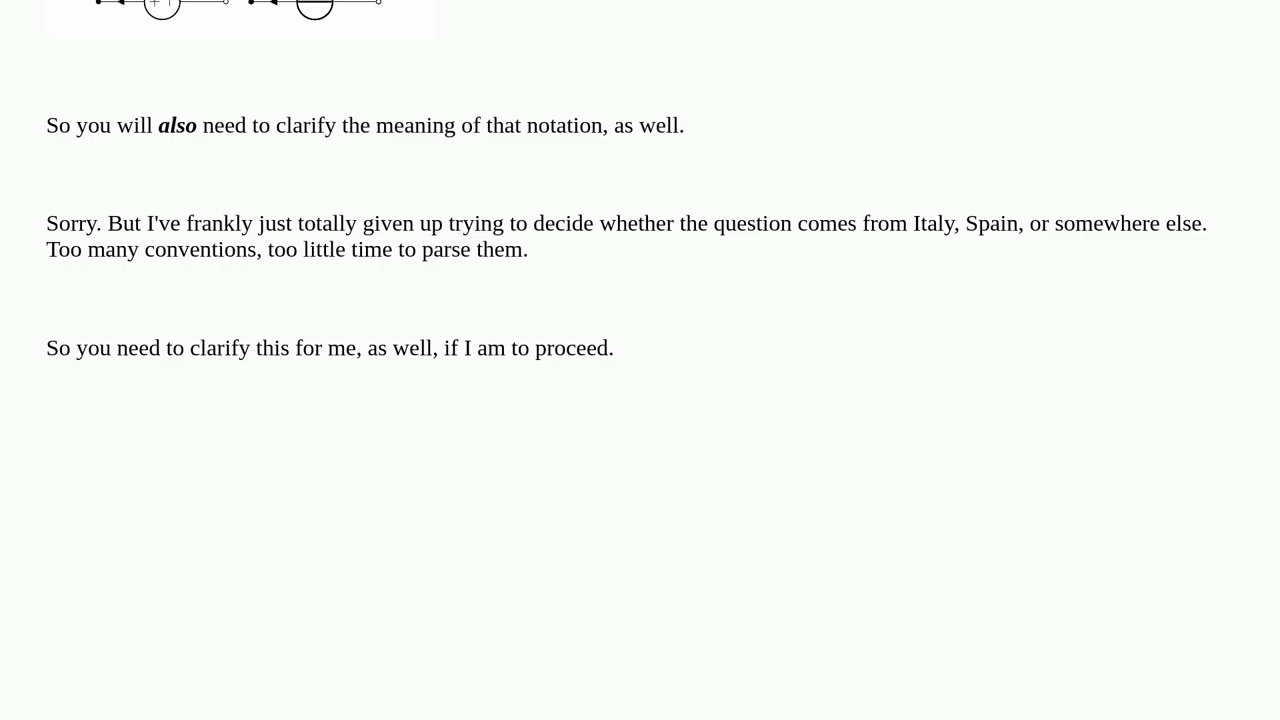 So you will also need to clarify the meaning of that notation, as well.
Sorry. But I've frankly just totally given up trying to decide whether the question comes from Italy, Spain, or somewhere else.
Too many conventions, too little time to parse them.
So you need to clarify this for me, as well, if I am to proceed.